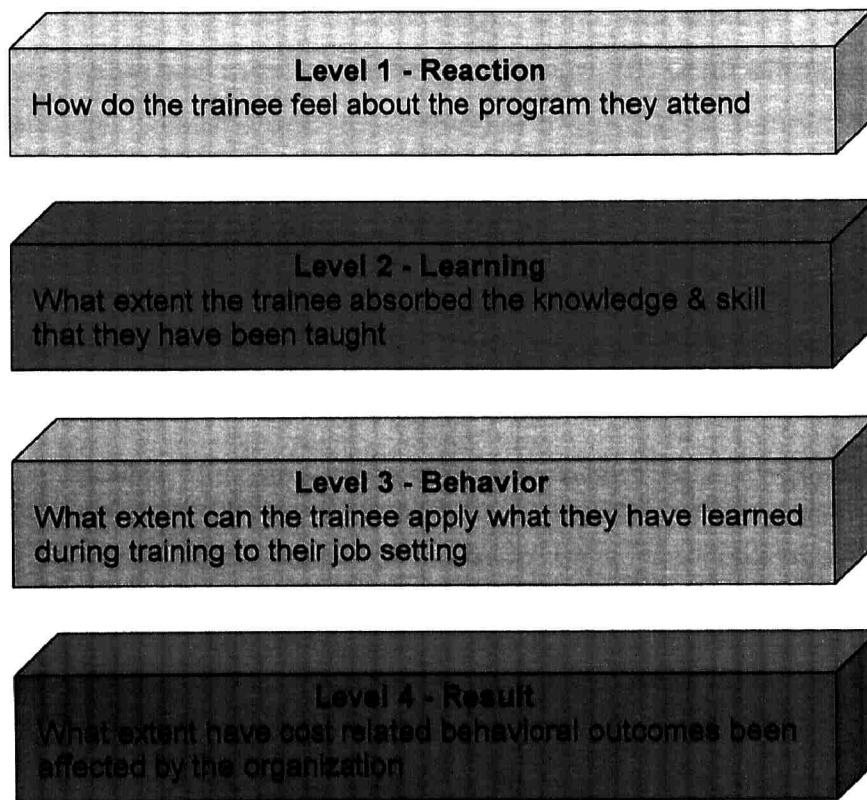 Level 1 - Reaction
How do the trainee feel about the program they attend
Level 2 - Learning
What extent the trainee absorbed the knowledge & skill
that they have been taught
Level 3 - Behavior
What extent can the trainee apply what they have learned
during training to their job setting
Level 4 - Result
What extent have cost related behavioral outcomes been
affected by the organization